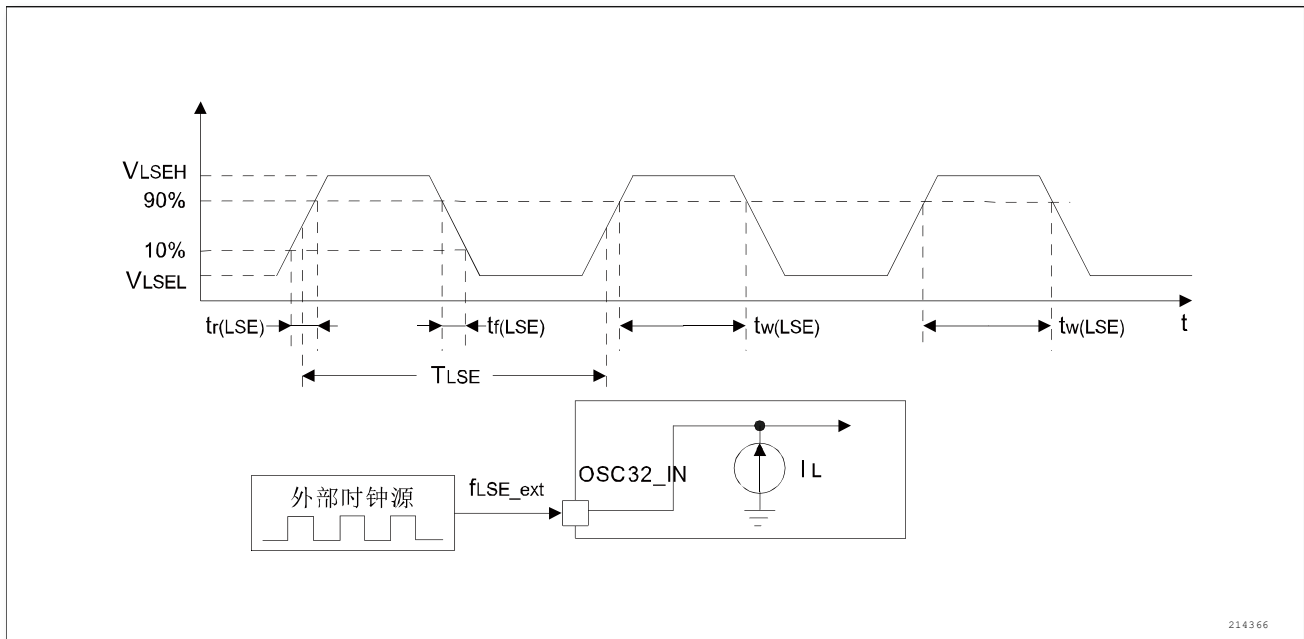 VLSEH
90%
10%
VLSEL
tr(LSE)
tf(LSE)
tw(LSE)
tw(LSE)
t
TLSE
OSC32_IN
IL
外部时钟源
fLSE_ext
214366